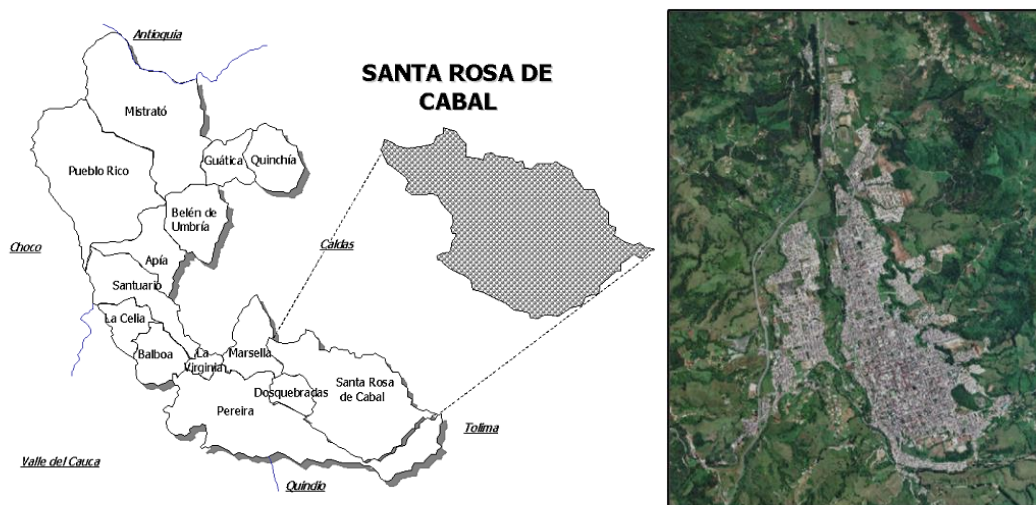 Antioquia
SANTA ROSA DE
CABAL
Mistrató
Guática
Quinchía
Pueblo Rico
Belén de
Umbría
Choco
Caldas
Apía
Santuario
La Celia
Balboa
La
Virginia
Marsella
Dosquebradas
Santa Rosa
de Cabal
Pereira
Tolima
Valle del Cauca
Quindio